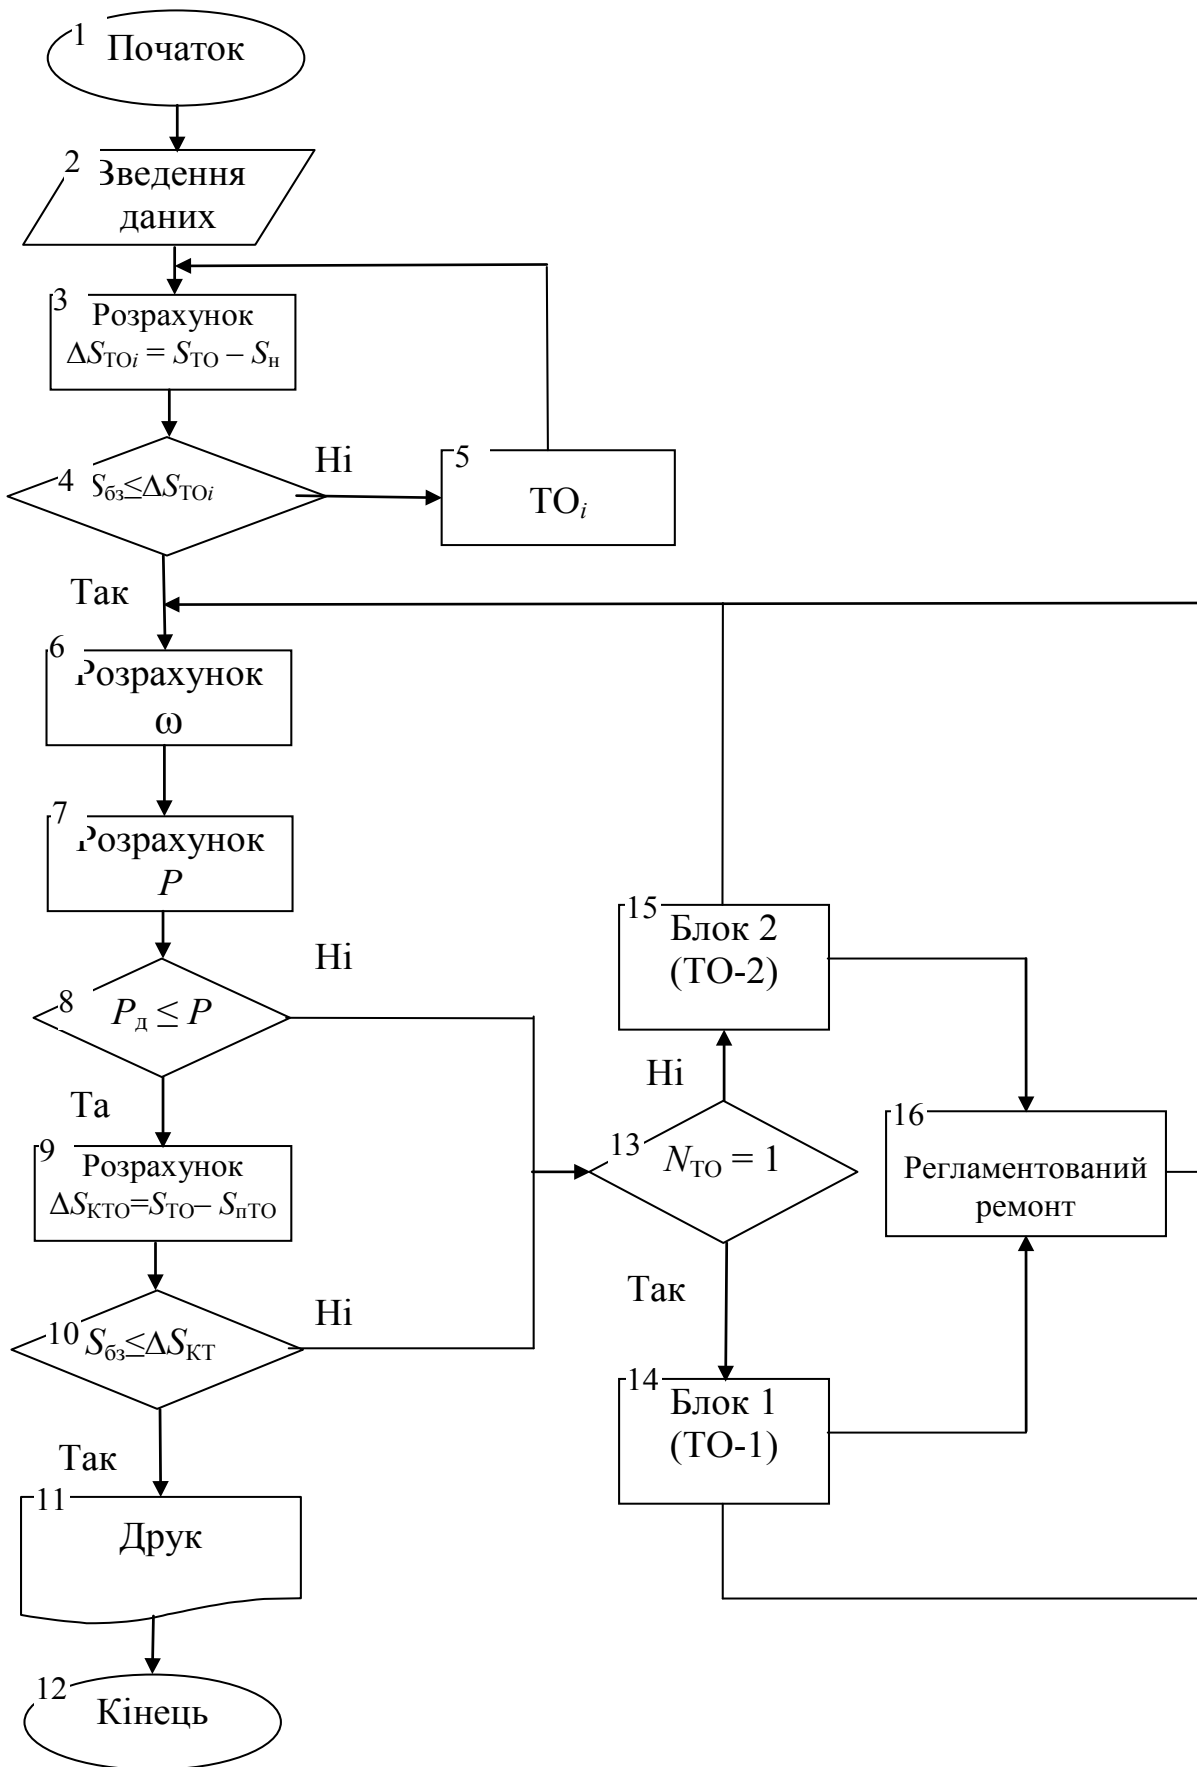 1 Початок
2 Зведення
даних
3
Розрахунок
ΔSТОi = SТО – Sн
4 Sбз≤ΔSТОi
Ні
5
ТОi
Так
6
Розрахунок
ω
7
Розрахунок
P
8 Pд ≤ P
Ні
Та
9
Розрахунок
ΔSКТО=SТО– SпТО
10 Sбз≤ΔSКТ
Ні
Так
11
Друк
12
Кінець
13 NТО = 1
Ні
Так
15
Блок 2
(ТО-2)
14
Блок 1
(ТО-1)
16
Регламентований
ремонт